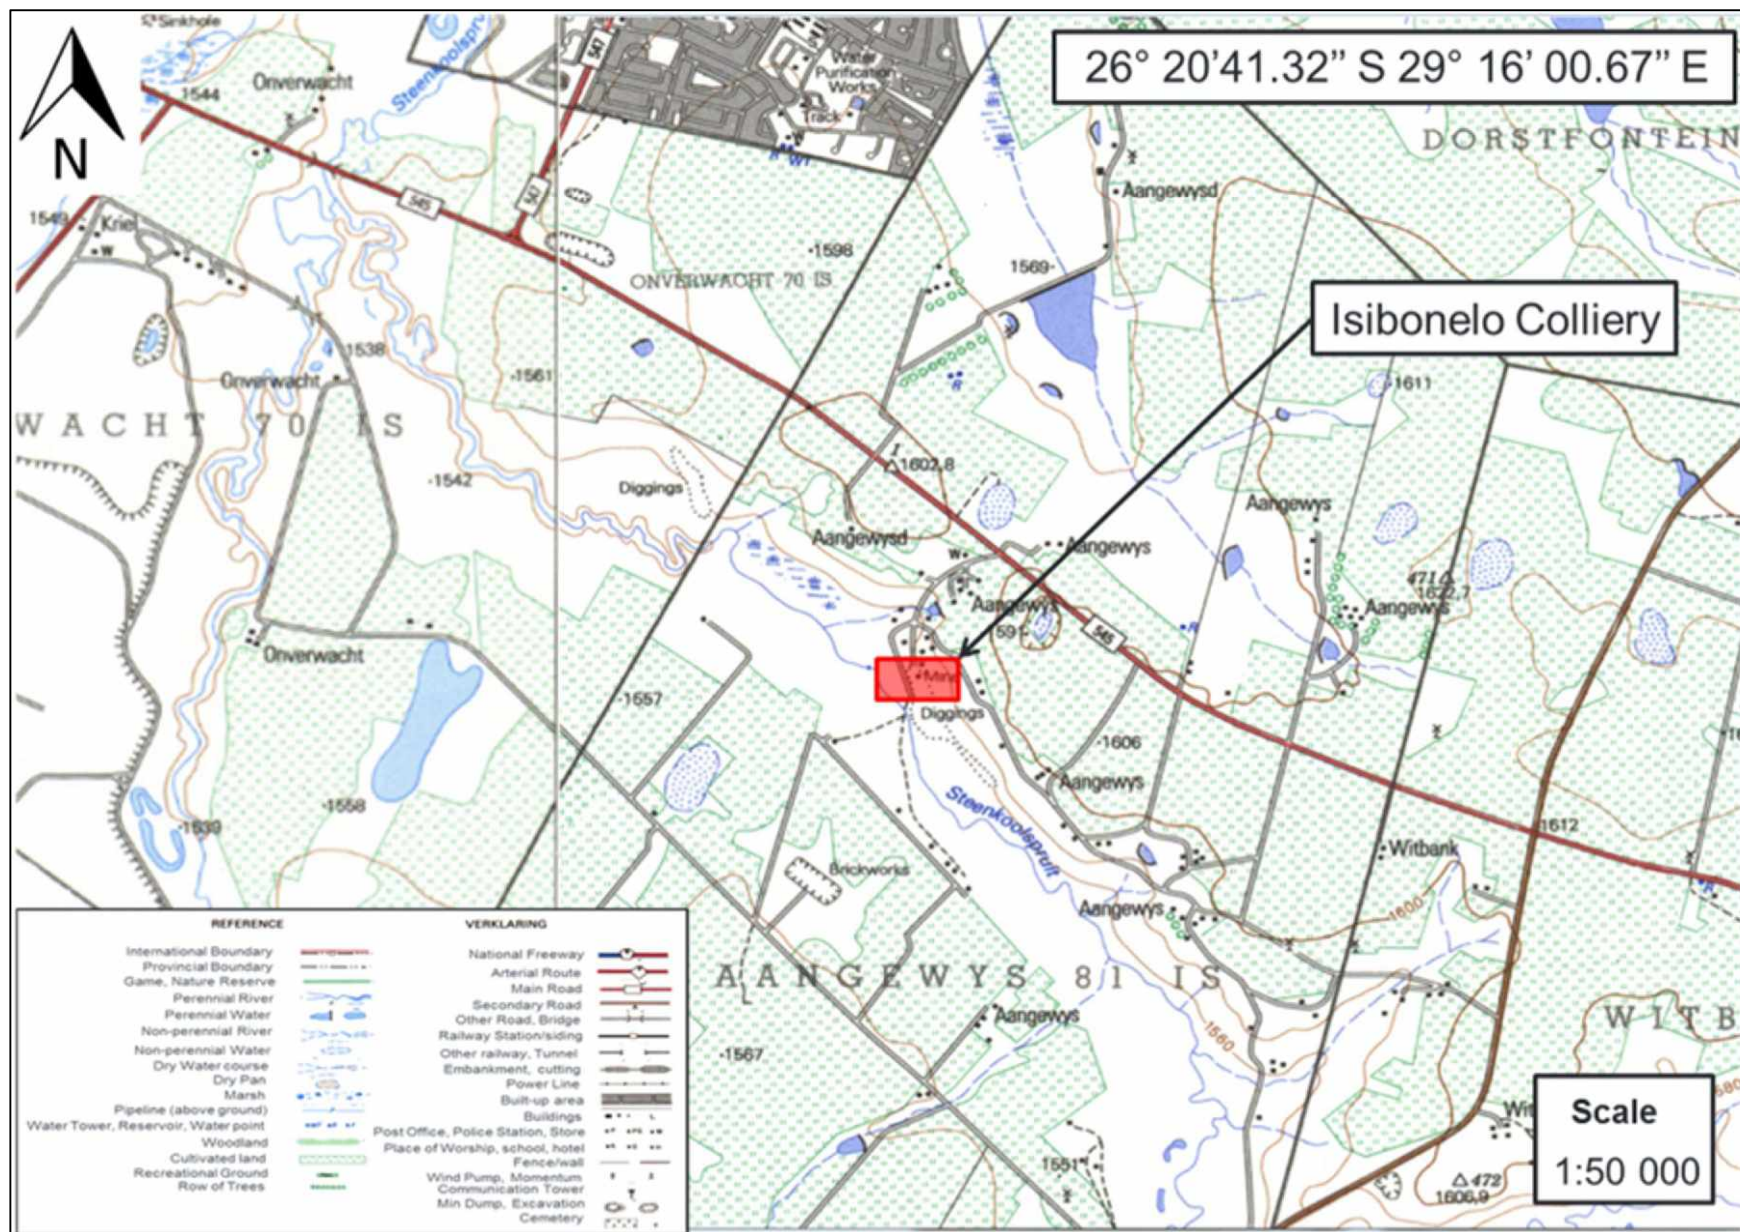 Sinkhole
1544
Onverwacht
Steenkoolspruit
547
Water
Purification
Works
Track
26° 20'41.32" S 29° 16' 00.67" E
DORSTFONTEIN
N
545
547
Aangewysd
1549
Kriel
W
1598
ONVERWACHT 70 IS
1569
Isibonelo Colliery
1538
Onverwacht
1561
R
1611
WACHT 70 IS
1542
Diggings
1602,8
Aangewysd
W
Aangewys
Aangewys
471
1622,7
Aangewys
Aangewys
591
545
R
Onverwacht
Mine
1557
Diggings
1606
Aangewys
1558
1539
Steenkoolspruit
1612
Witbank
Brickworks
Aangewys
1600
AANGEWYS 81 IS
Aangewys
1560
1567
WITB
1551
Wit
472
1606,9
Scale
1:50 000
REFERENCE
International Boundary
Provincial Boundary
Game, Nature Reserve
Perennial River
Perennial Water
Non-perennial River
Non-perennial Water
Dry Water course
Dry Pan
Marsh
Pipeline (above ground)
Water Tower, Reservoir, Water point
Woodland
Cultivated land
Recreational Ground
Row of Trees
VERKLARING
National Freeway
Arterial Route
Main Road
Secondary Road
Other Road, Bridge
Railway Station/siding
Other railway, Tunnel
Embankment, cutting
Power Line
Built-up area
Buildings
Post Office, Police Station, Store
Place of Worship, school, hotel
Fence/wall
Wind Pump, Momentum
Communication Tower
Min Dump, Excavation
Cemetery